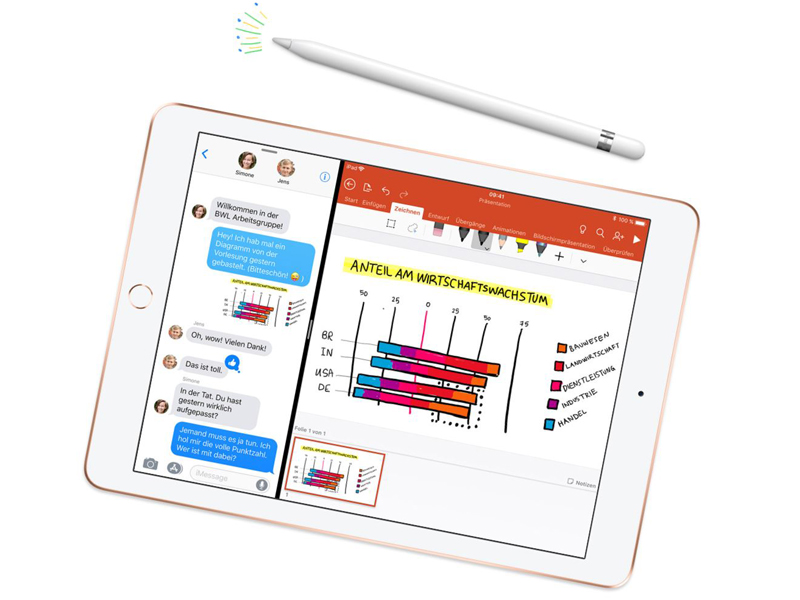 Simone
Jens
Willkommen in der
BWL Arbeitsgruppe!
Hey! Ich hab mal ein
Diagramm von der
Vorlesung gestern
gebastelt. (Bitteschön! 😄)
Jens
Oh, wow! Vielen Dank!
Das ist toll.
Simone
In der Tat. Du hast
gestern wirklich
aufgepasst?
Jemand muss es ja tun. Ich
hol mir die volle Punktzahl.
Wer ist mit dabei?
iMessage
iPad
09:41
100 %
Präsentation
Start Einfügen Zeichnen Entwurf Übergänge Animationen Bildschirmpräsentation Überprüfen
ANTEIL AM WIRTSCHAFTSWACHSTUM
50 25 0 25 50 75
BR
IN
USA
DE
BAUWESEN
LANDWIRTSCHAFT
DIENSTLEISTUNG
INDUSTRIE
HANDEL
Folie 1 von 1
Notizen
ANTEIL AM WIRTSCHAFTSWACHSTUM
1